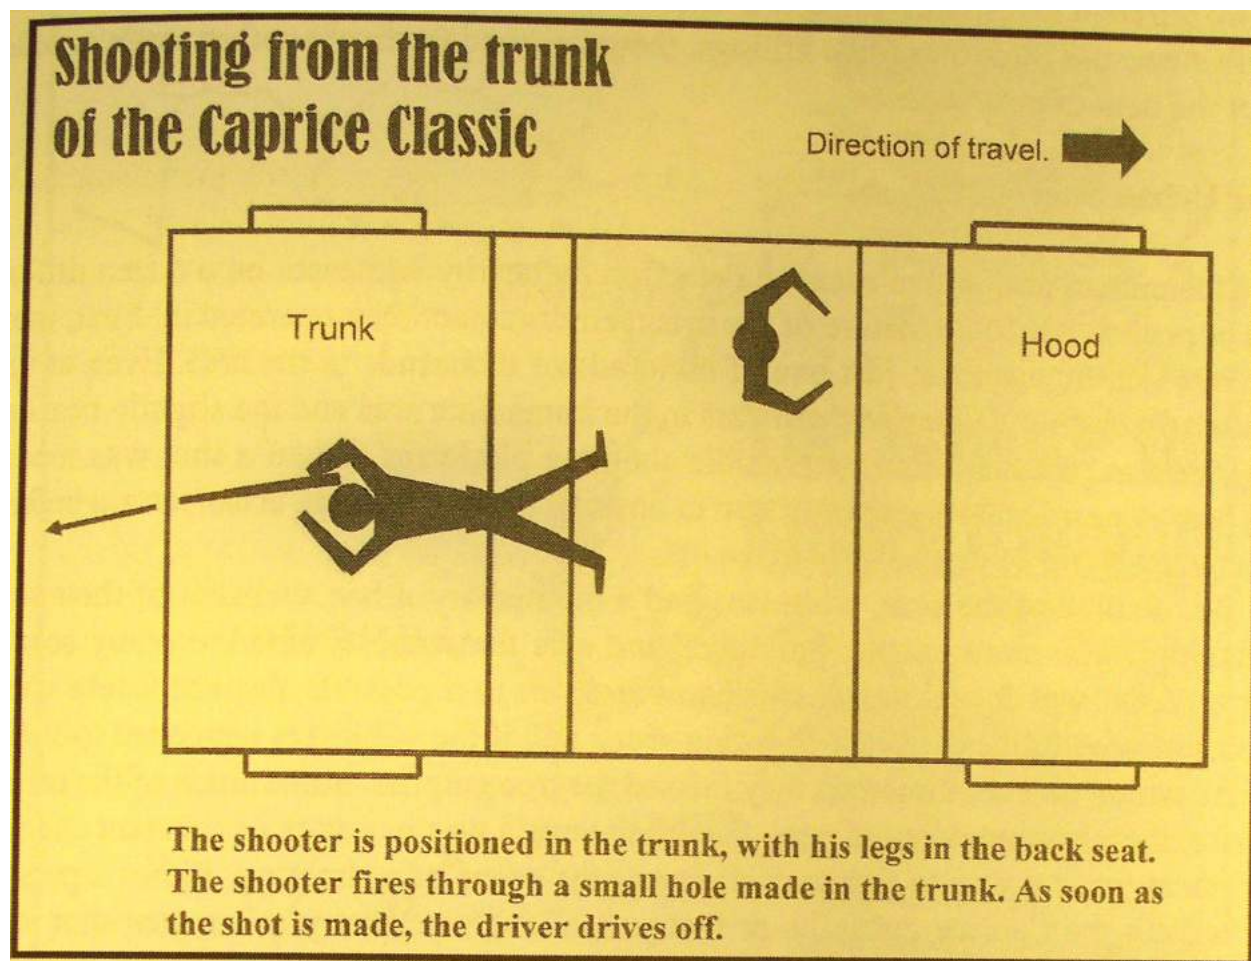 Shooting from the trunk
of the Caprice Classic
Direction of travel.
Trunk
Hood
The shooter is positioned in the trunk, with his legs in the back seat.
The shooter fires through a small hole made in the trunk. As soon as
the shot is made, the driver drives off.